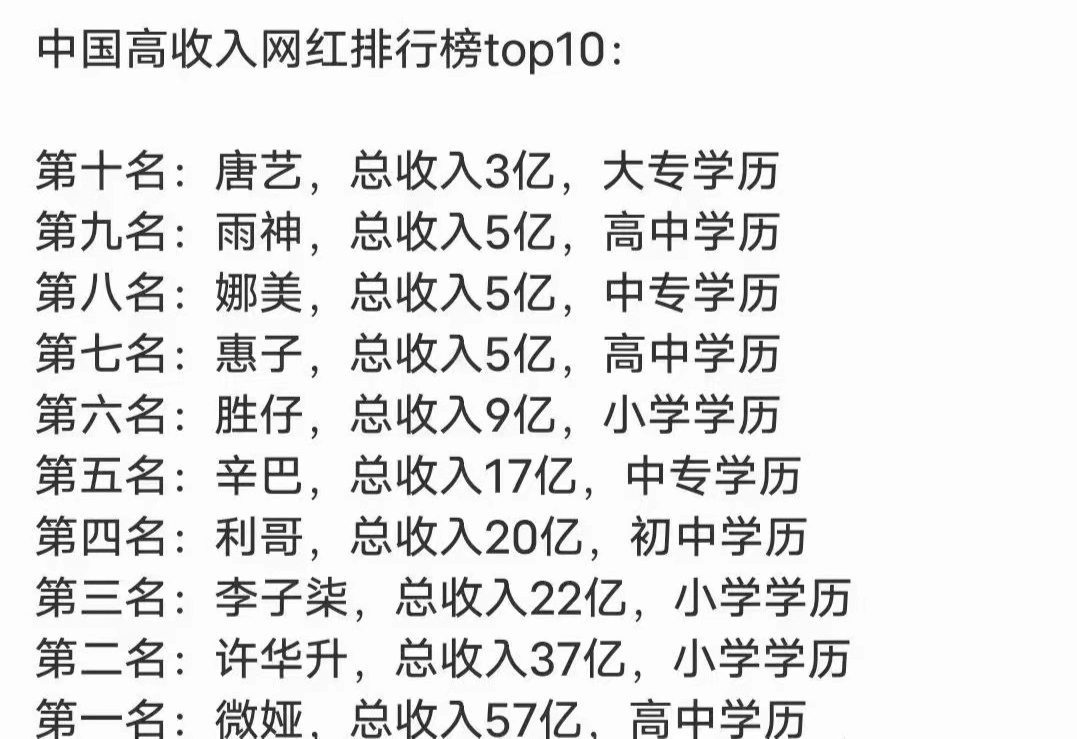 中国高收入网红排行榜top10：
第十名：唐艺，总收入3亿，大专学历
第九名：雨神，总收入5亿，高中学历
第八名：娜美，总收入5亿，中专学历
第七名：惠子，总收入5亿，高中学历
第六名：胜仔，总收入9亿，小学学历
第五名：辛巴，总收入17亿，中专学历
第四名：利哥，总收入20亿，初中学历
第三名：李子柒，总收入22亿，小学学历
第二名：许华升，总收入37亿，小学学历
第一名：微娅，总收入57亿，高中学历